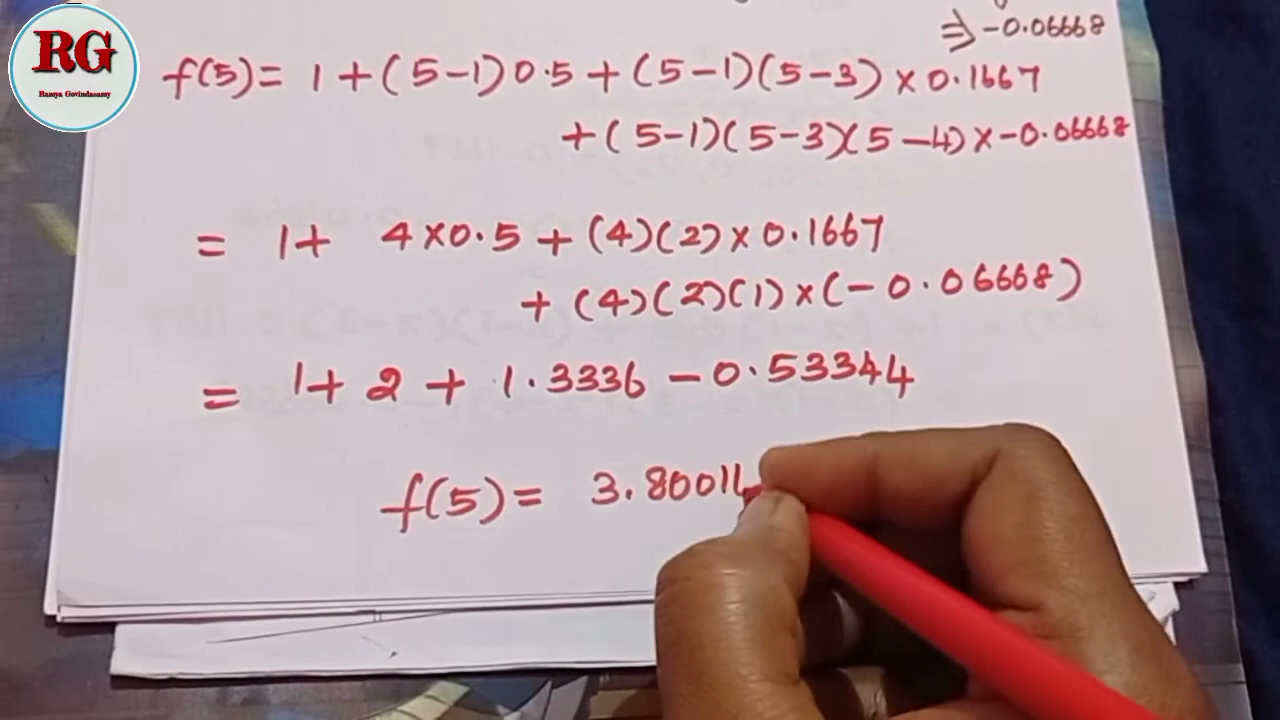 RG
Ramya Govindasamy
⇒ -0.06668
f(5) = 1 + (5-1) 0.5 + (5-1)(5-3) × 0.1667
+ (5-1)(5-3)(5-4) × -0.06668
= 1 + 4×0.5 + (4)(2) × 0.1667
+ (4)(2)(1) × (-0.06668)
= 1 + 2 + 1.3336 - 0.53344
f(5) = 3.8001